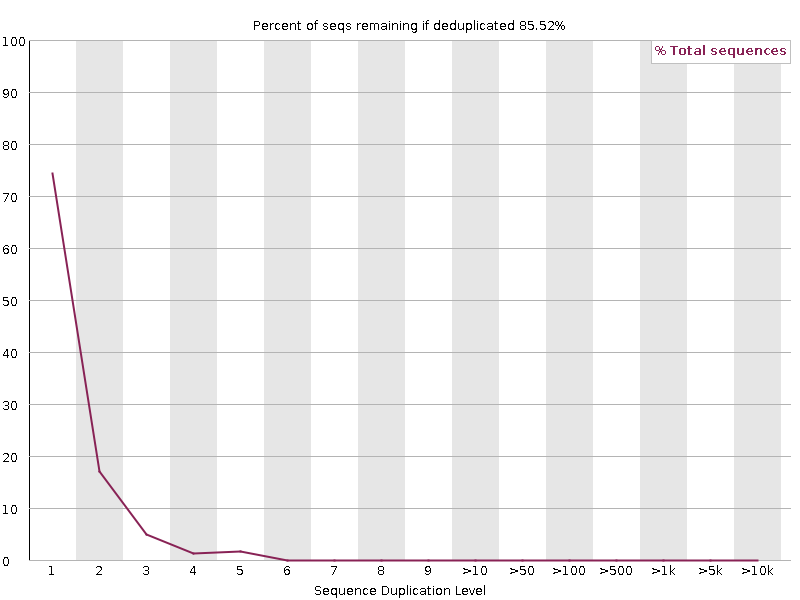 Percent of seqs remaining if deduplicated 85.52%
% Total sequences
100
90
80
70
60
50
40
30
20
10
0
1 2 3 4 5 6 7 8 9 >10 >50 >100 >500 >1k >5k >10k
Sequence Duplication Level